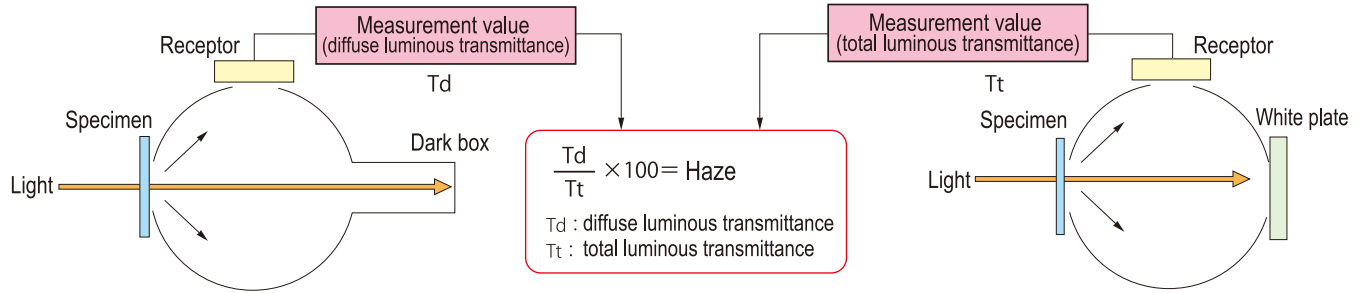 Measurement value
(diffuse luminous transmittance)
Td
Receptor
Specimen
Dark box
Light
Measurement value
(total luminous transmittance)
Tt
Receptor
Specimen
White plate
Light
Td
Tt
×100= Haze
Td : diffuse luminous transmittance
Tt : total luminous transmittance